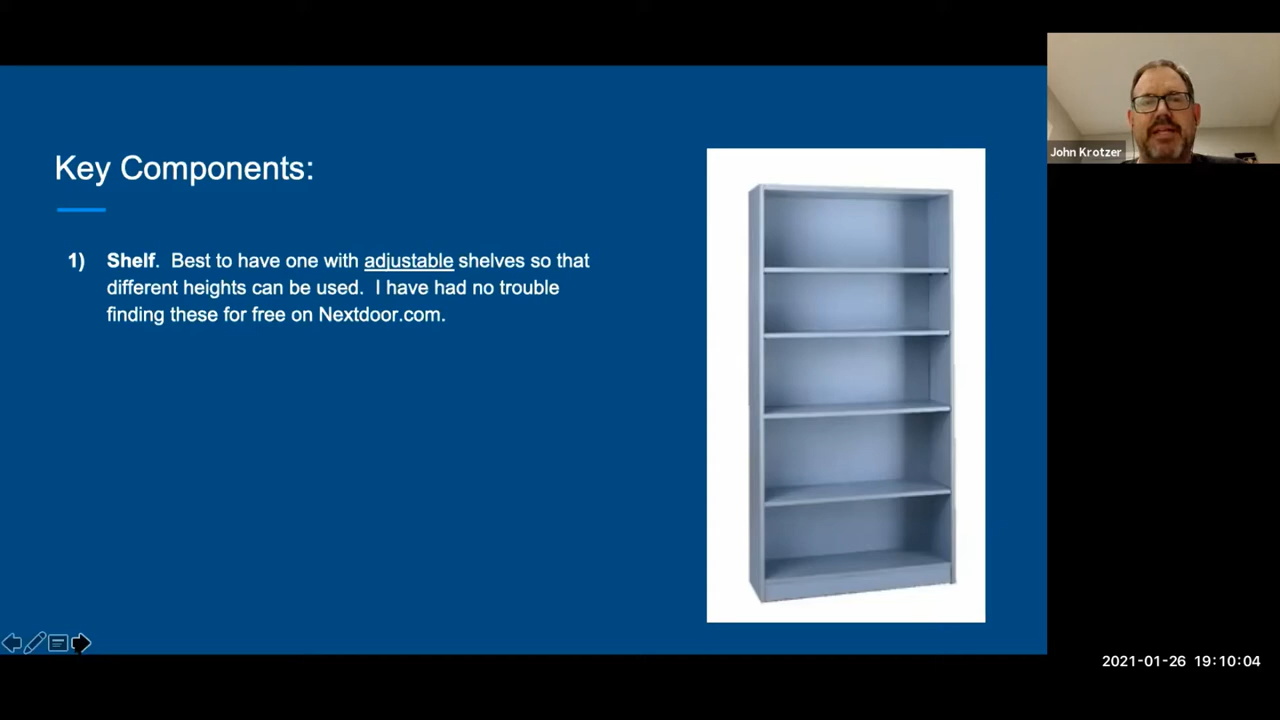 Key Components:
1) Shelf. Best to have one with adjustable shelves so that
different heights can be used. I have had no trouble
finding these for free on Nextdoor.com.
John Krotzer
2021-01-26 19:10:04